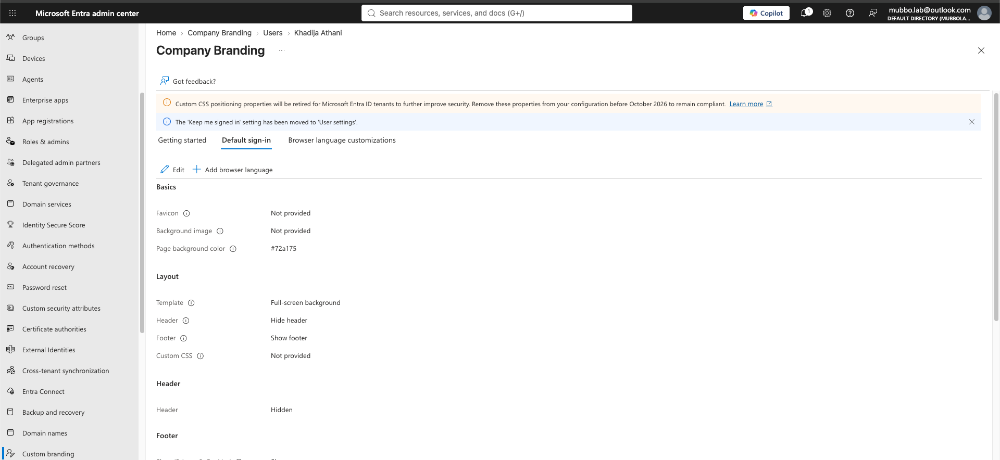 Microsoft Entra admin center
Search resources, services, and docs (G+/)
Copilot
1
mubbo.lab@outlook.com
DEFAULT DIRECTORY (MUBBOLA...
Groups
Devices
Agents
Enterprise apps
App registrations
Roles & admins
Delegated admin partners
Tenant governance
Domain services
Identity Secure Score
Authentication methods
Account recovery
Password reset
Custom security attributes
Certificate authorities
External Identities
Cross-tenant synchronization
Entra Connect
Backup and recovery
Domain names
Custom branding
Home > Company Branding > Users > Khadija Athani
Company Branding ...
Got feedback?
Custom CSS positioning properties will be retired for Microsoft Entra ID tenants to further improve security. Remove these properties from your configuration before October 2026 to remain compliant. Learn more
The 'Keep me signed in' setting has been moved to 'User settings'.
Getting started Default sign-in Browser language customizations
Edit Add browser language
Basics
Favicon Not provided
Background image Not provided
Page background color #72a175
Layout
Template Full-screen background
Header Hide header
Footer Show footer
Custom CSS Not provided
Header
Header Hidden
Footer